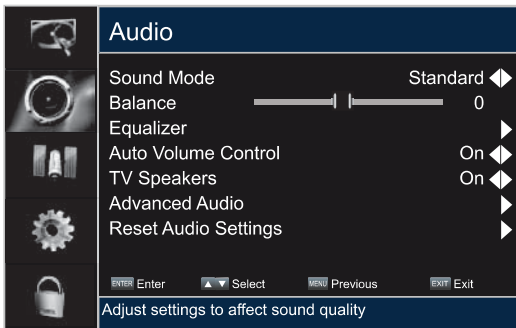 Audio
Sound Mode Standard
Balance 0
Equalizer
Auto Volume Control On
TV Speakers On
Advanced Audio
Reset Audio Settings
ENTER Enter ▲ ▼ Select MENU Previous EXIT Exit
Adjust settings to affect sound quality